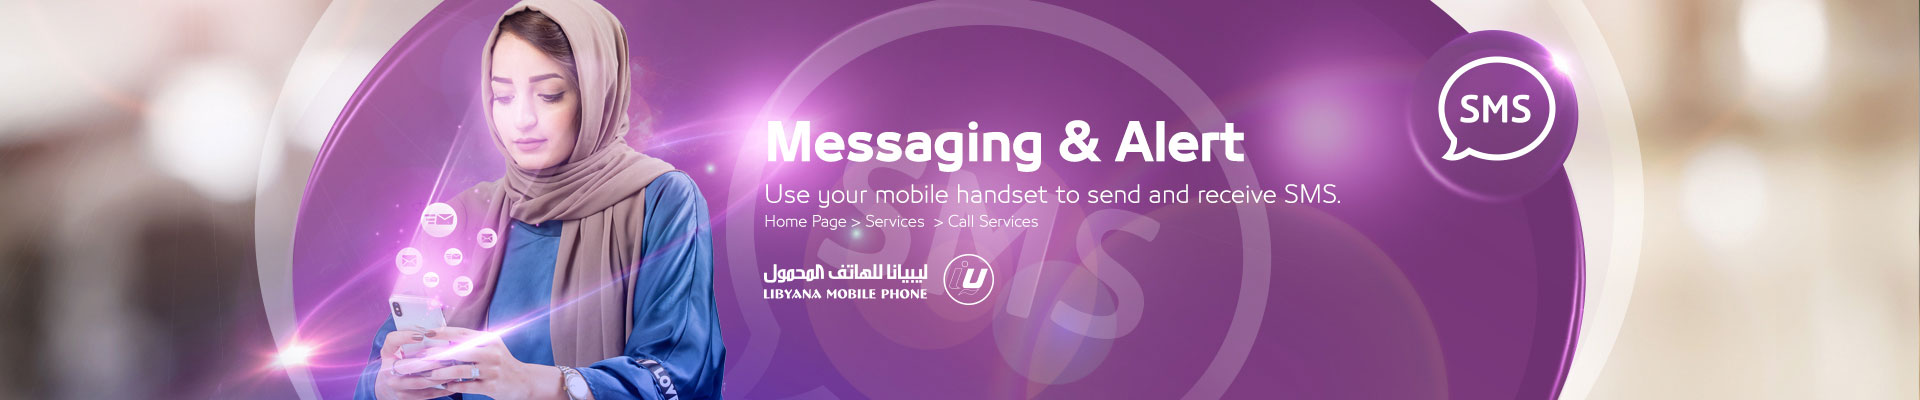 Messaging & Alert
Use your mobile handset to send and receive SMS.
Home Page > Services > Call Services
ليبيانا للهاتف المحمول
LIBYANA MOBILE PHONE
SMS
SMS